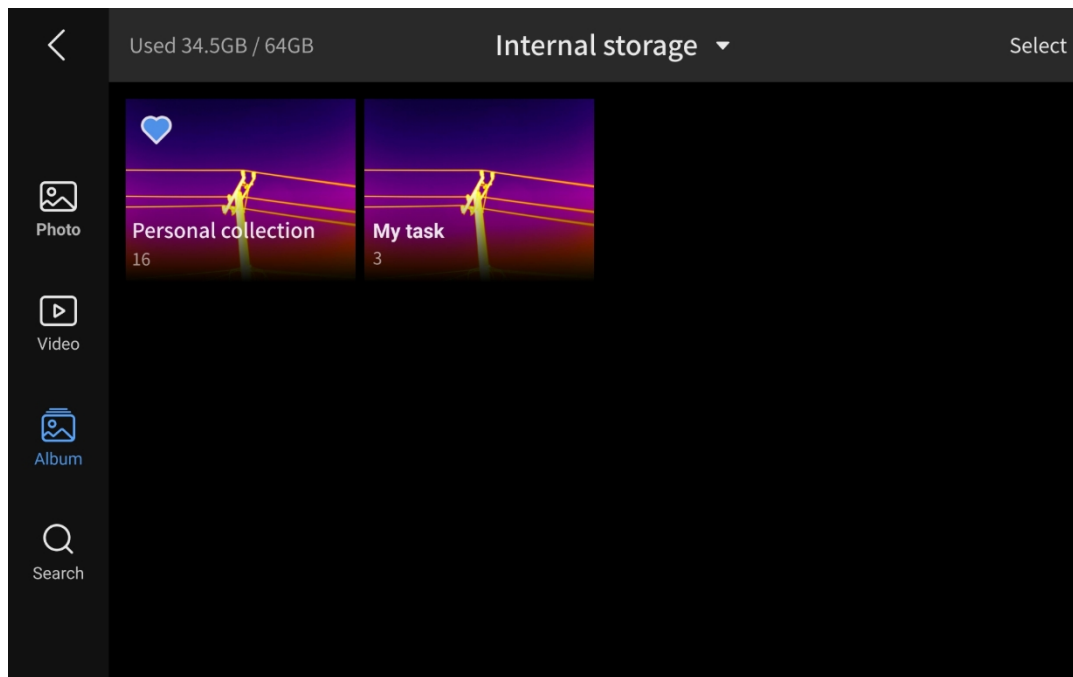 Used 34.5GB / 64GB
Internal storage
Select
Photo
Video
Album
Search
Personal collection
16
My task
3